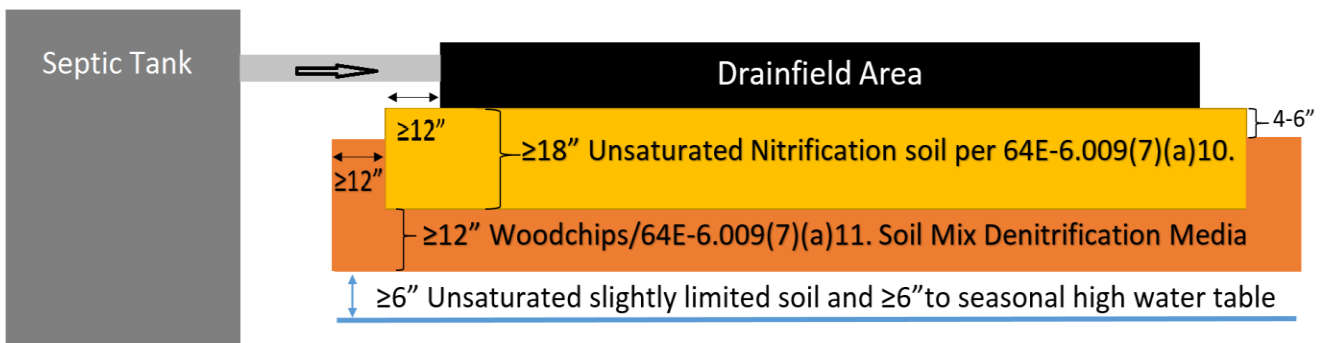 Septic Tank
Drainfield Area
4-6”
≥12”
≥18” Unsaturated Nitrification soil per 64E-6.009(7)(a)10.
≥12”
≥12” Woodchips/64E-6.009(7)(a)11. Soil Mix Denitrification Media
≥6” Unsaturated slightly limited soil and ≥6”to seasonal high water table